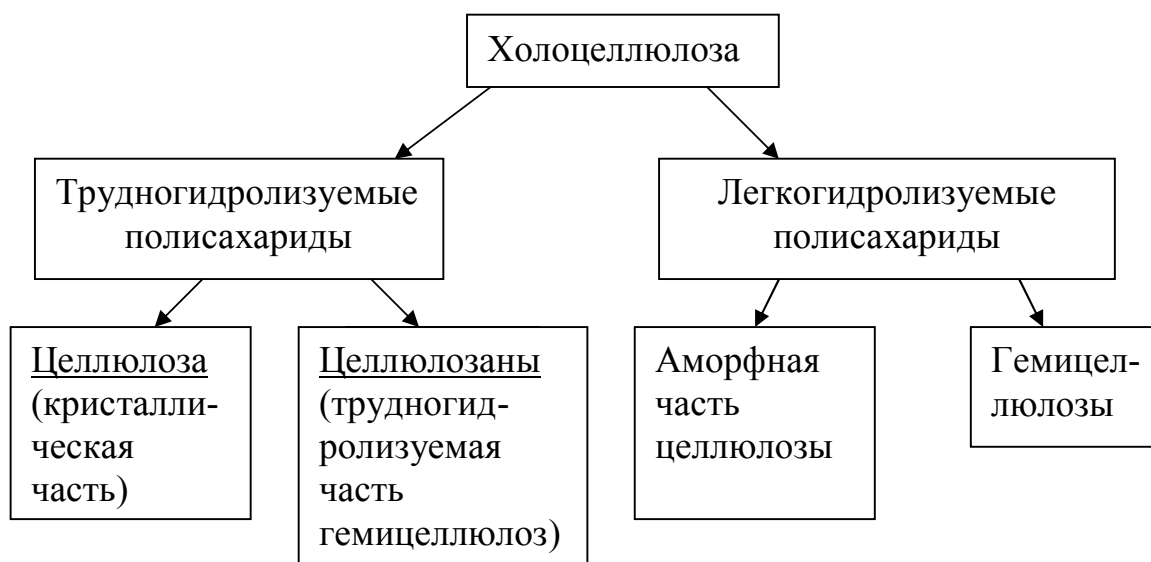 Холоцеллюлоза
Трудногидролизуемые
полисахариды
Легкогидролизуемые
полисахариды
Целлюлоза
(кристалли-
ческая
часть)
Целлюлозаны
(трудногид-
ролизуемая
часть
гемицеллюлоз)
Аморфная
часть
целлюлозы
Гемицел-
люлозы